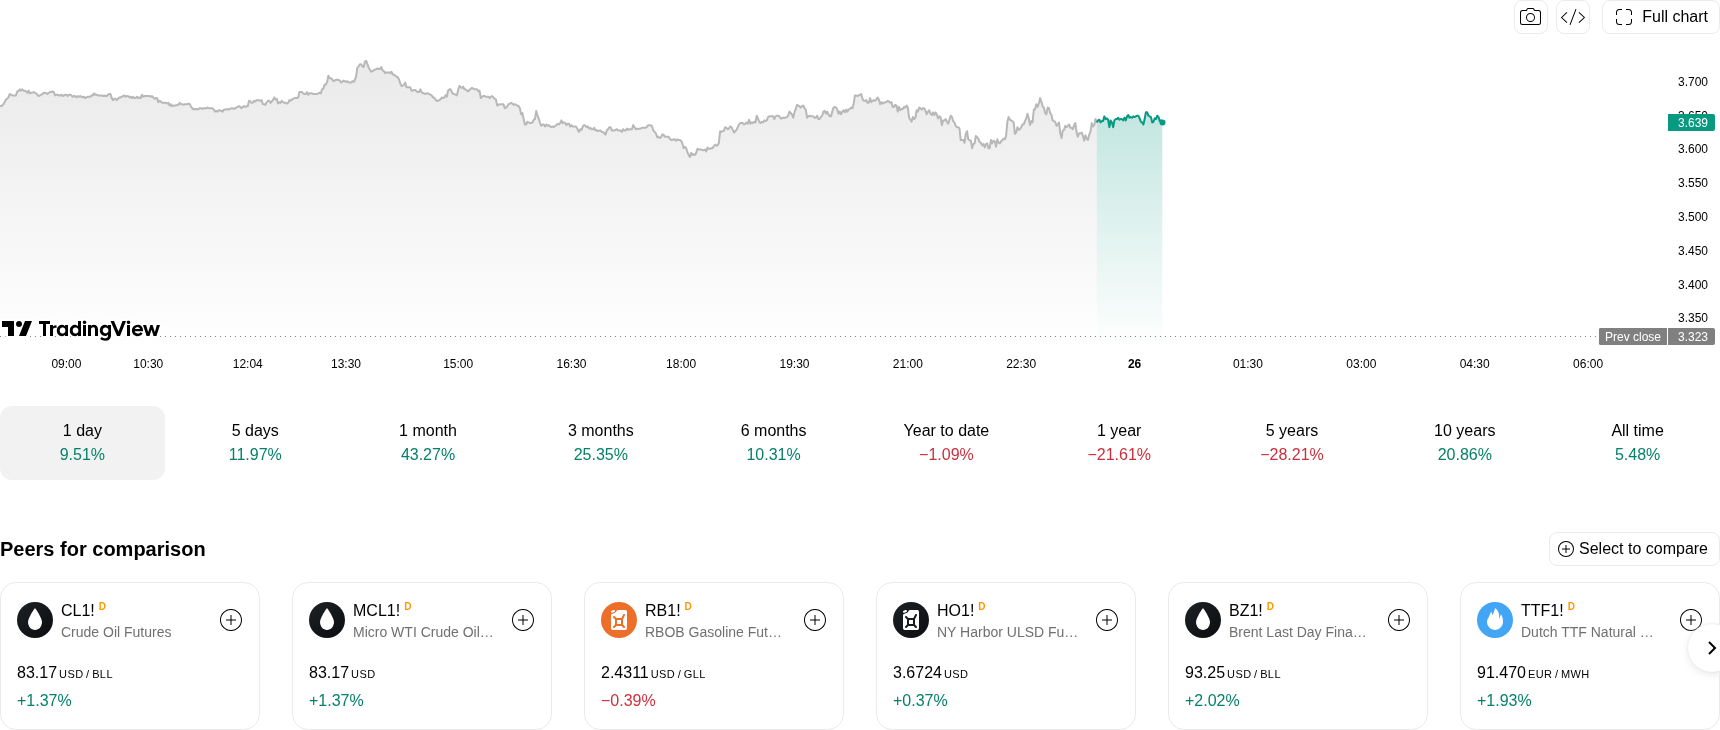 Full chart
3.700
3.639
3.600
3.550
3.500
3.450
3.400
3.350
TradingView
Prev close 3.323
09:00 10:30 12:04 13:30 15:00 16:30 18:00 19:30 21:00 22:30 26 01:30 03:00 04:30 06:00
1 day 5 days 1 month 3 months 6 months Year to date 1 year 5 years 10 years All time
9.51% 11.97% 43.27% 25.35% 10.31% −1.09% −21.61% −28.21% 20.86% 5.48%
Peers for comparison
Select to compare
CL1! D
Crude Oil Futures
83.17 USD / BLL
+1.37%
MCL1! D
Micro WTI Crude Oil…
83.17 USD
+1.37%
RB1! D
RBOB Gasoline Fut…
2.4311 USD / GLL
−0.39%
HO1! D
NY Harbor ULSD Fu…
3.6724 USD
+0.37%
BZ1! D
Brent Last Day Fina…
93.25 USD / BLL
+2.02%
TTF1! D
Dutch TTF Natural …
91.470 EUR / MWH
+1.93%